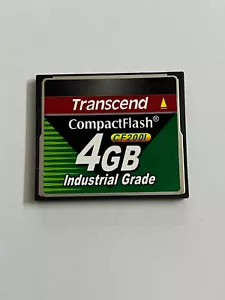 Transcend
CompactFlash®
CF200I
4GB
Industrial Grade